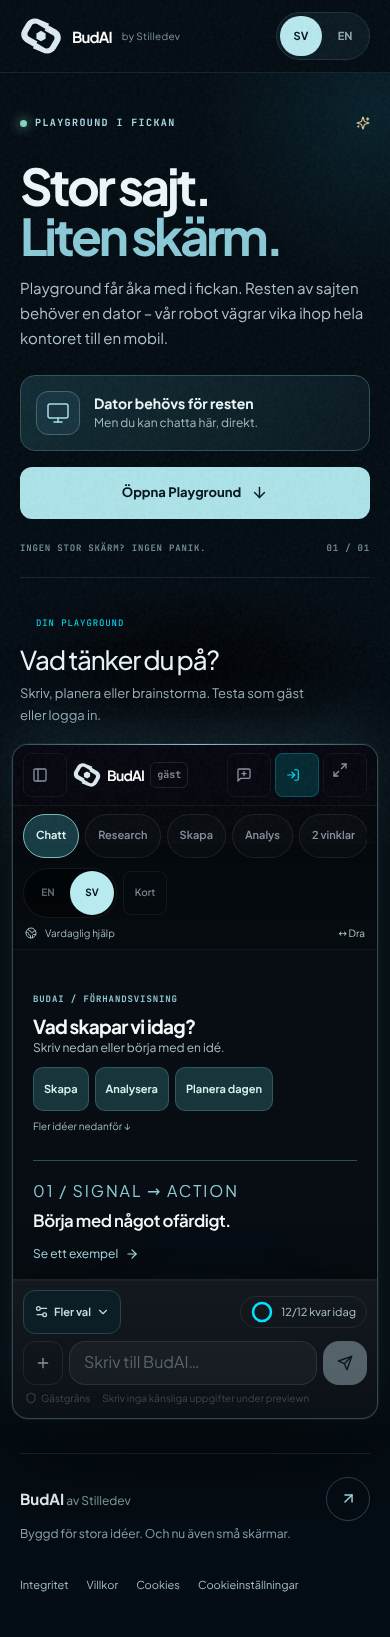 BudAI by Stilledev SV EN
PLAYGROUND I FICKAN
Stor sajt.
Liten skärm.
Playground får åka med i fickan. Resten av sajten
behöver en dator – vår robot vägrar vika ihop hela
kontoret till en mobil.
Dator behövs för resten
Men du kan chatta här, direkt.
Öppna Playground ↓
INGEN STOR SKÄRM? INGEN PANIK. 01 / 01
DIN PLAYGROUND
Vad tänker du på?
Skriv, planera eller brainstorma. Testa som gäst
eller logga in.
BudAI gäst
Chatt Research Skapa Analys 2 vinklar
EN SV Kort
Vardaglig hjälp ↔ Dra
BUDAI / FÖRHANDSVISNING
Vad skapar vi idag?
Skriv nedan eller börja med en idé.
Skapa Analysera Planera dagen
Fler idéer nedanför ↓
01 / SIGNAL → ACTION
Börja med något ofärdigt.
Se ett exempel →
Fler val 12/12 kvar idag
Skriv till BudAI…
Gästgräns Skriv inga känsliga uppgifter under previewn
BudAI av Stilledev
Byggd för stora idéer. Och nu även små skärmar.
Integritet Villkor Cookies Cookieinställningar